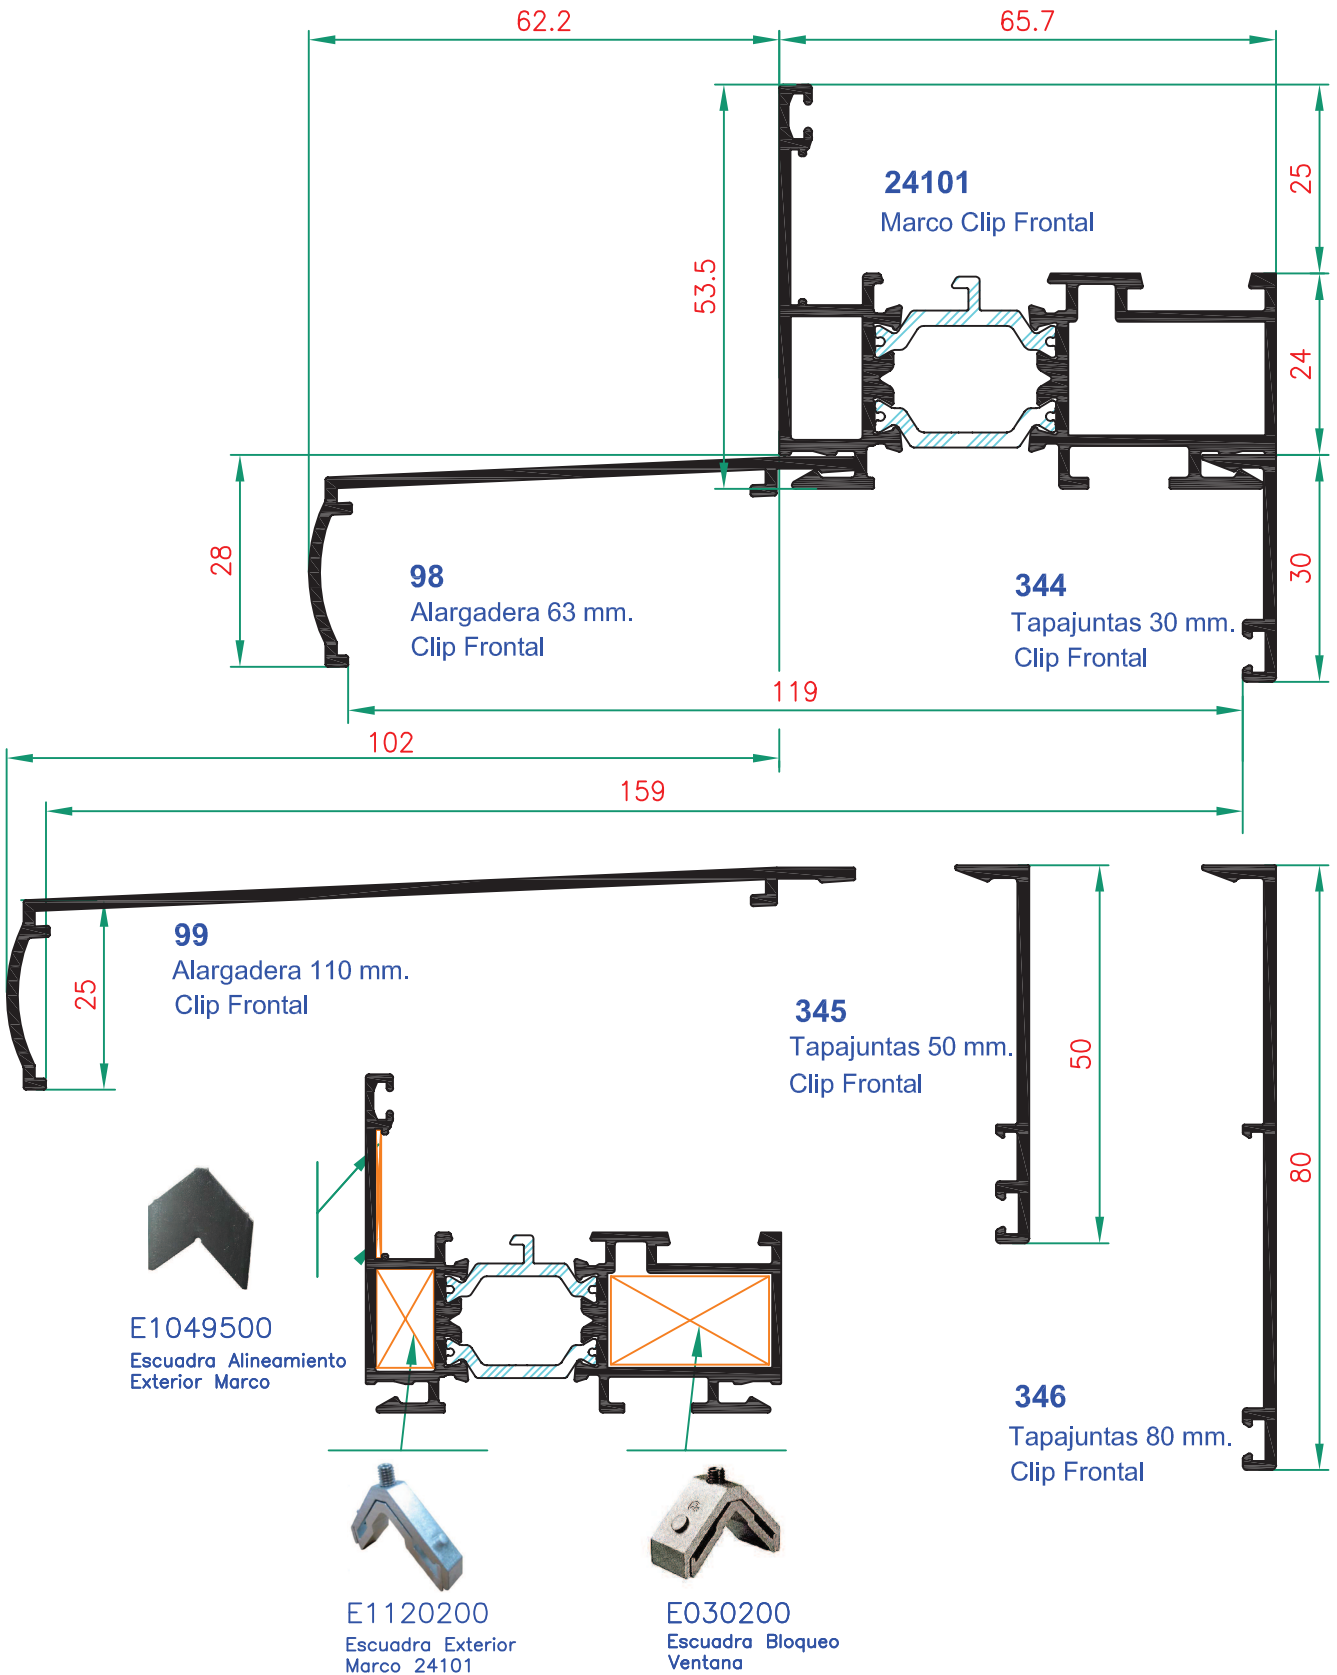 62.2
65.7
24101
Marco Clip Frontal
25
53.5
24
28
98
Alargadera 63 mm.
Clip Frontal
344
Tapajuntas 30 mm.
Clip Frontal
30
119
102
159
99
Alargadera 110 mm.
Clip Frontal
25
345
Tapajuntas 50 mm.
Clip Frontal
50
80
E1049500
Escuadra Alineamiento
Exterior Marco
346
Tapajuntas 80 mm.
Clip Frontal
E1120200
Escuadra Exterior
Marco 24101
E030200
Escuadra Bloqueo
Ventana